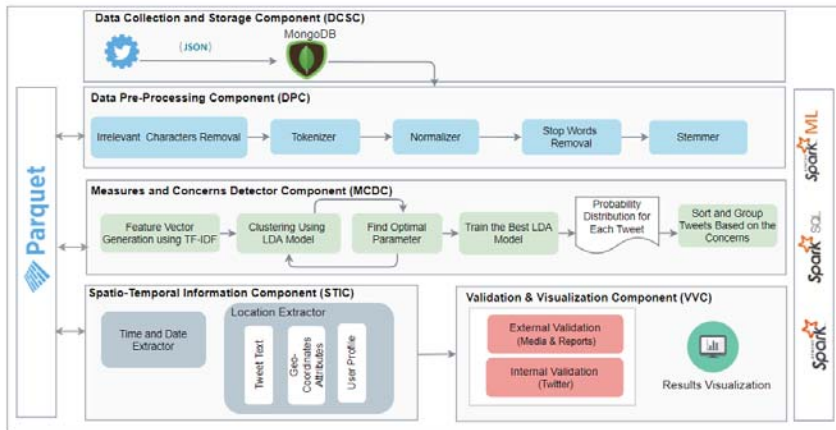 Data Collection and Storage Component (DCSC)
(JSON)
MongoDB
Parquet
Data Pre-Processing Component (DPC)
Irrelevant Characters Removal
Tokenizer
Normalizer
Stop Words
Removal
Stemmer
Measures and Concerns Detector Component (MCDC)
Feature Vector
Generation using TF-IDF
Clustering Using
LDA Model
Find Optimal
Parameter
Train the Best LDA
Model
Probability
Distribution for
Each Tweet
Sort and Group
Tweets Based on the
Concerns
Spatio-Temporal Information Component (STIC)
Time and Date
Extractor
Location Extractor
Tweet Text
Geo-
Coordinates
Attributes
User Profile
Validation & Visualization Component (VVC)
External Validation
(Media & Reports)
Internal Validation
(Twitter)
Results Visualization
Spark ML
Spark SQL
Spark